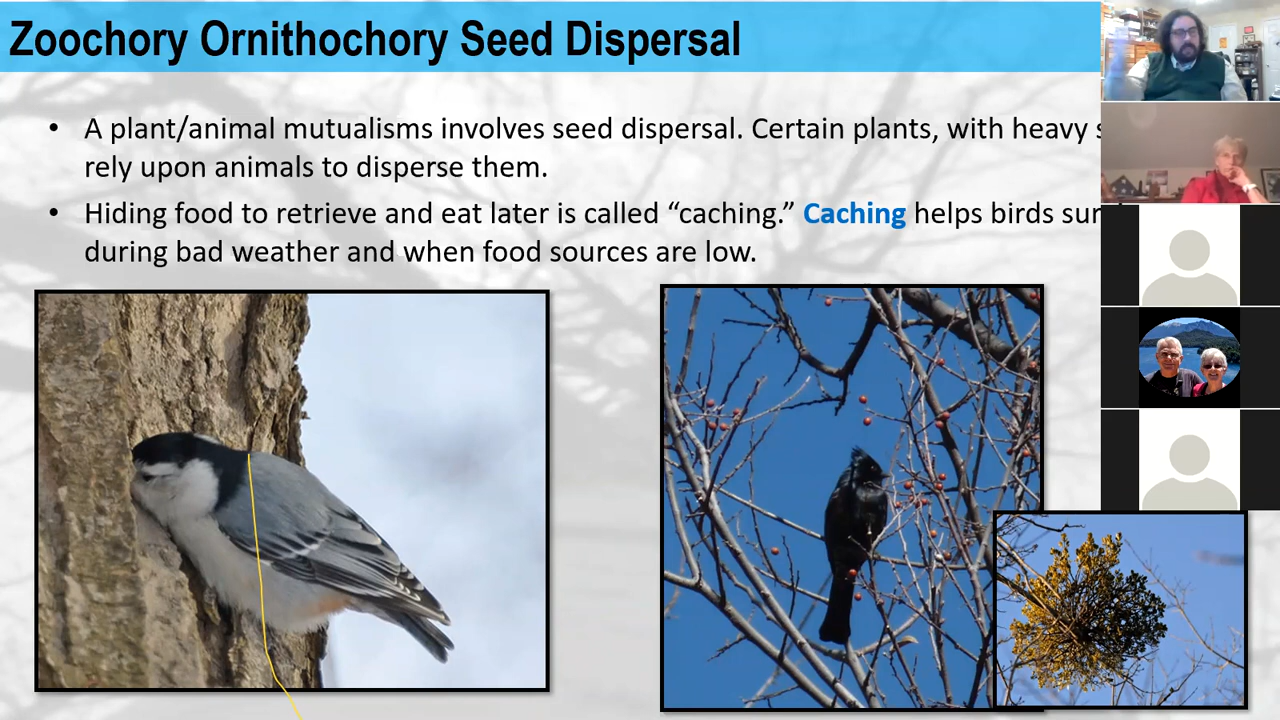 Zoochory Ornithochory Seed Dispersal
• A plant/animal mutualisms involves seed dispersal. Certain plants, with heavy
rely upon animals to disperse them.
• Hiding food to retrieve and eat later is called “caching.” Caching helps birds
during bad weather and when food sources are low.